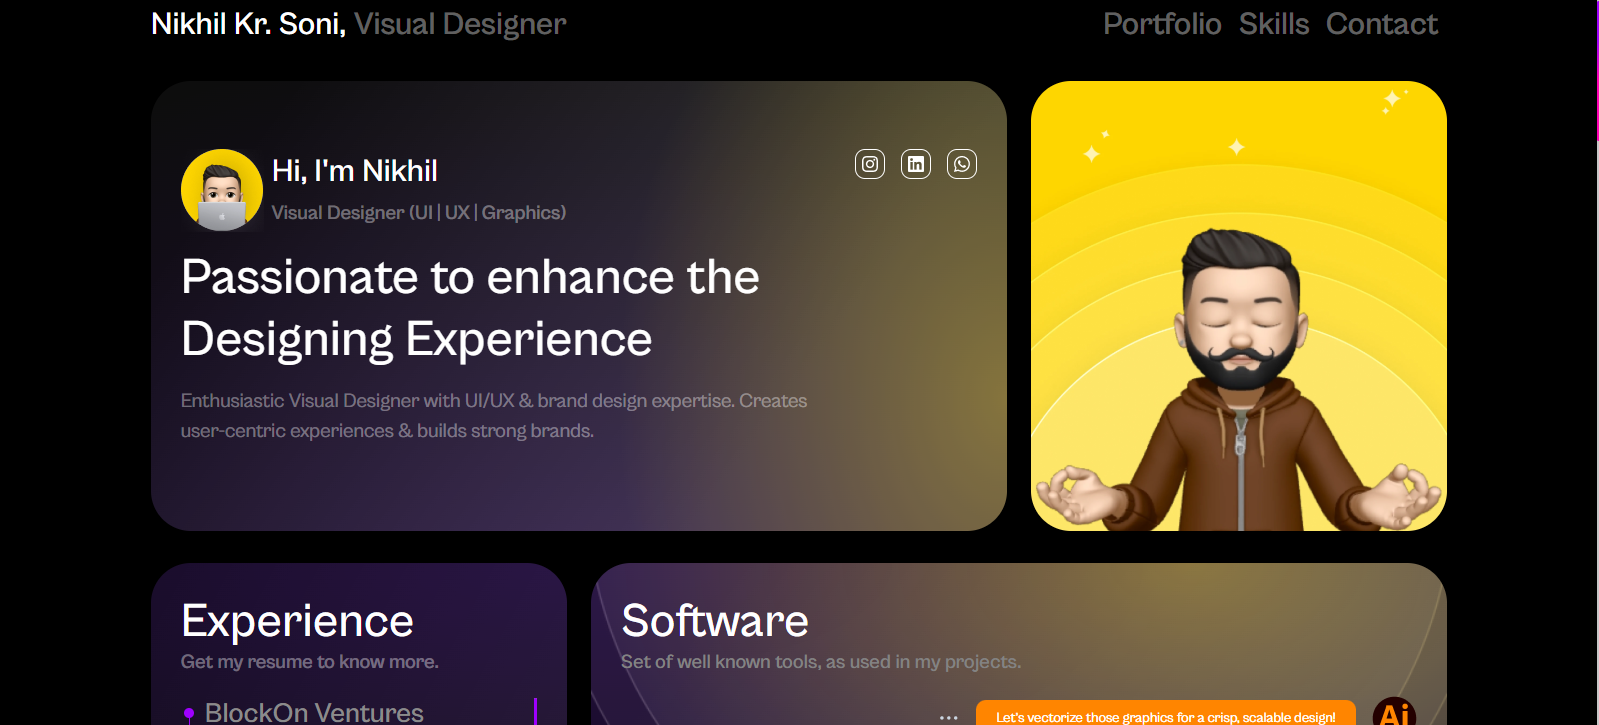 Nikhil Kr. Soni, Visual Designer
Portfolio Skills Contact
Hi, I'm Nikhil
Visual Designer (UI | UX | Graphics)
Passionate to enhance the
Designing Experience
Enthusiastic Visual Designer with UI/UX & brand design expertise. Creates
user-centric experiences & builds strong brands.
Experience
Get my resume to know more.
BlockOn Ventures
Software
Set of well known tools, as used in my projects.
...
Let's vectorize those graphics for a crisp, scalable design!
Ai